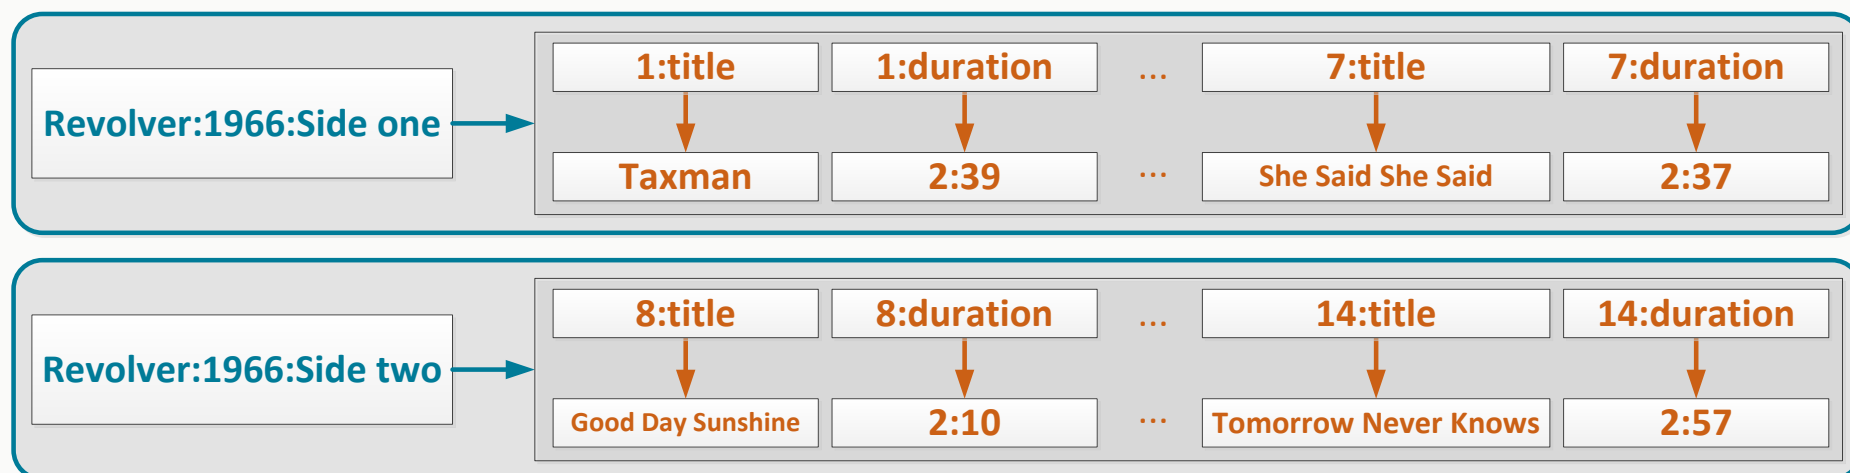 1:title 1:duration ... 7:title 7:duration
Revolver:1966:Side one
Taxman 2:39 ... She Said She Said 2:37
8:title 8:duration ... 14:title 14:duration
Revolver:1966:Side two
Good Day Sunshine 2:10 ... Tomorrow Never Knows 2:57